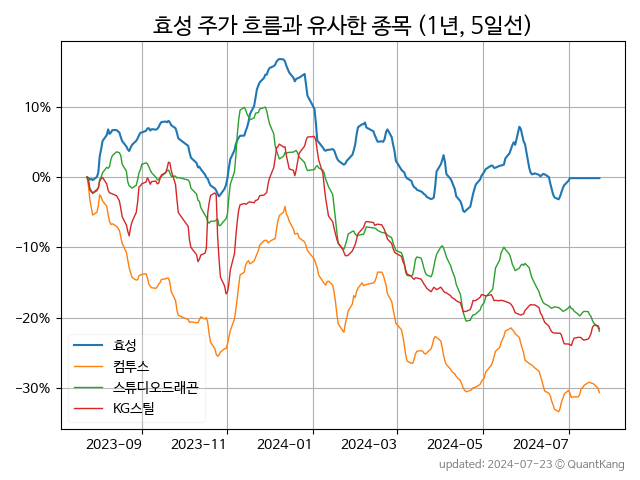 효성 주가 흐름과 유사한 종목 (1년, 5일선)
10%
0%
−10%
−20%
−30%
효성
컴투스
스튜디오드래곤
KG스틸
2023-09
2023-11
2024-01
2024-03
2024-05
2024-07
updated: 2024-07-23 © QuantKang